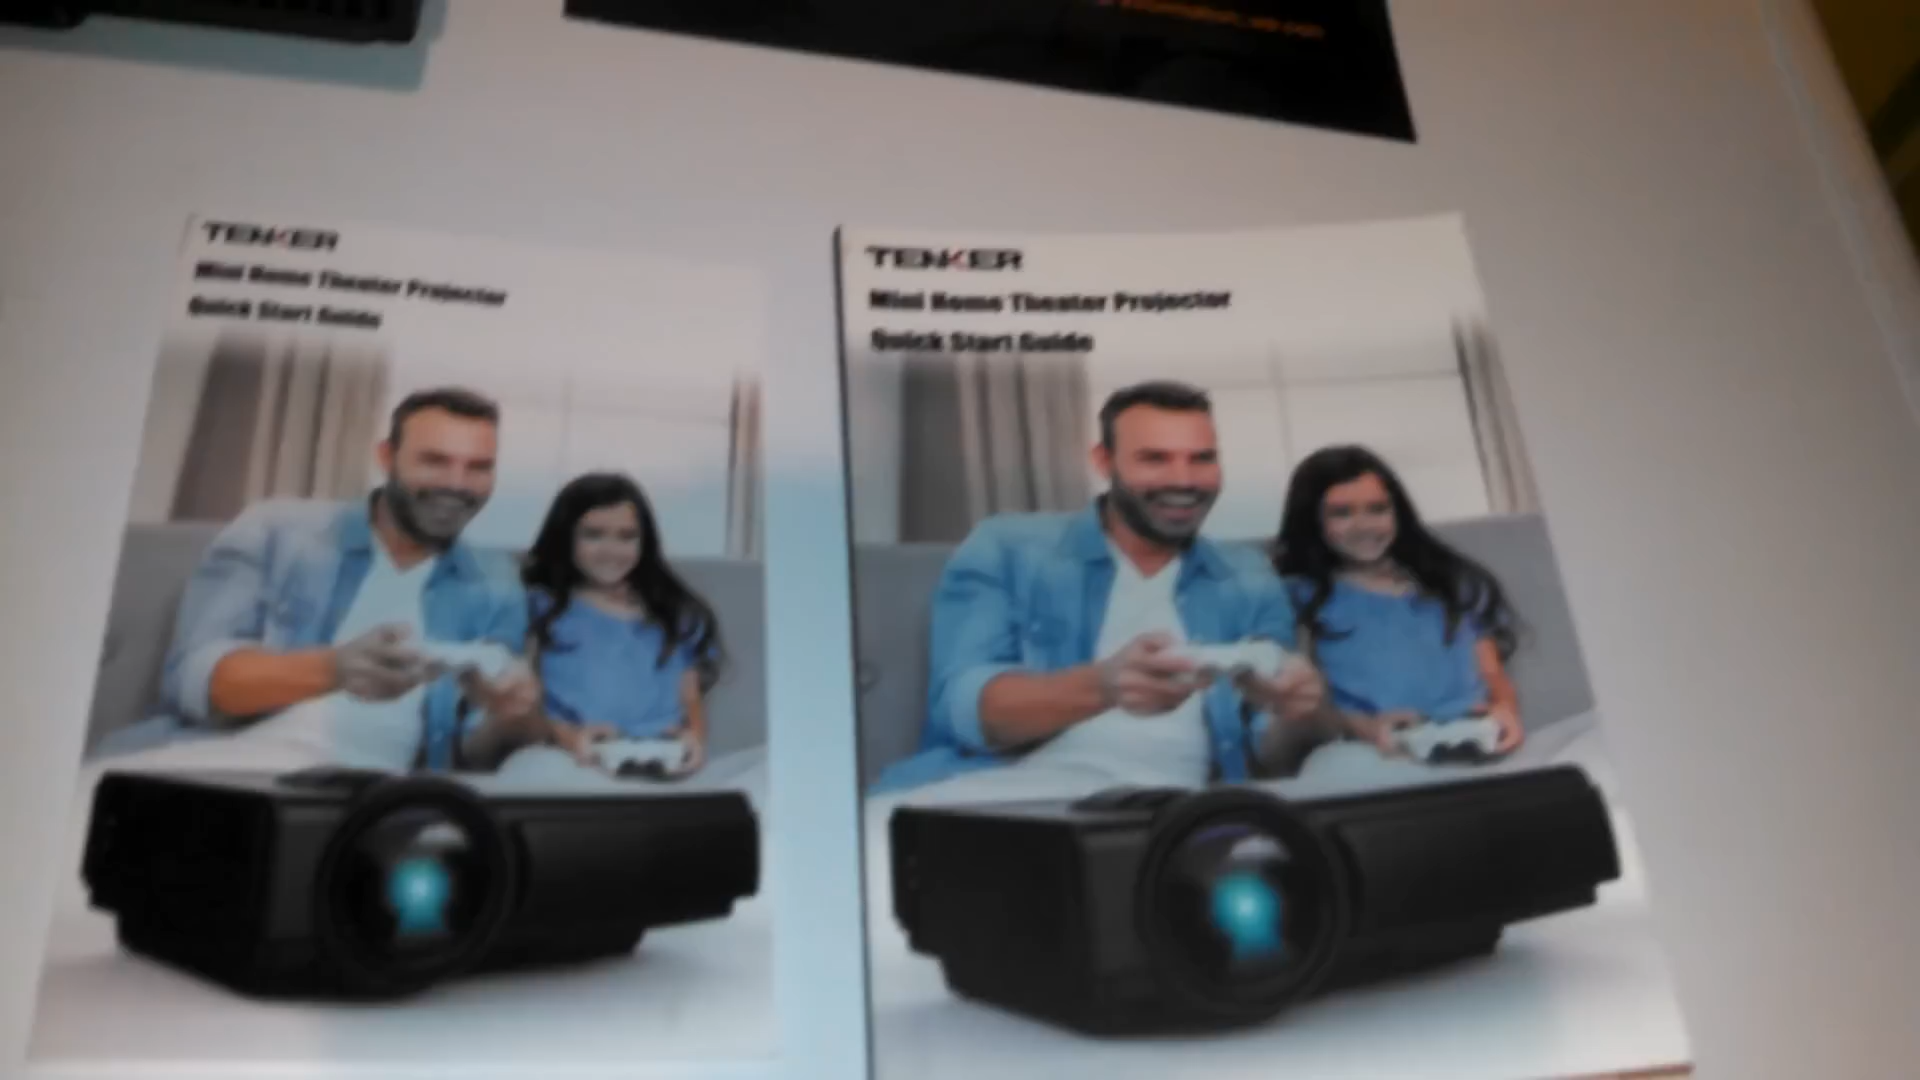 TENKER
Mini Home Theater Projector
Quick Start Guide
TENKER
Mini Home Theater Projector
Quick Start Guide